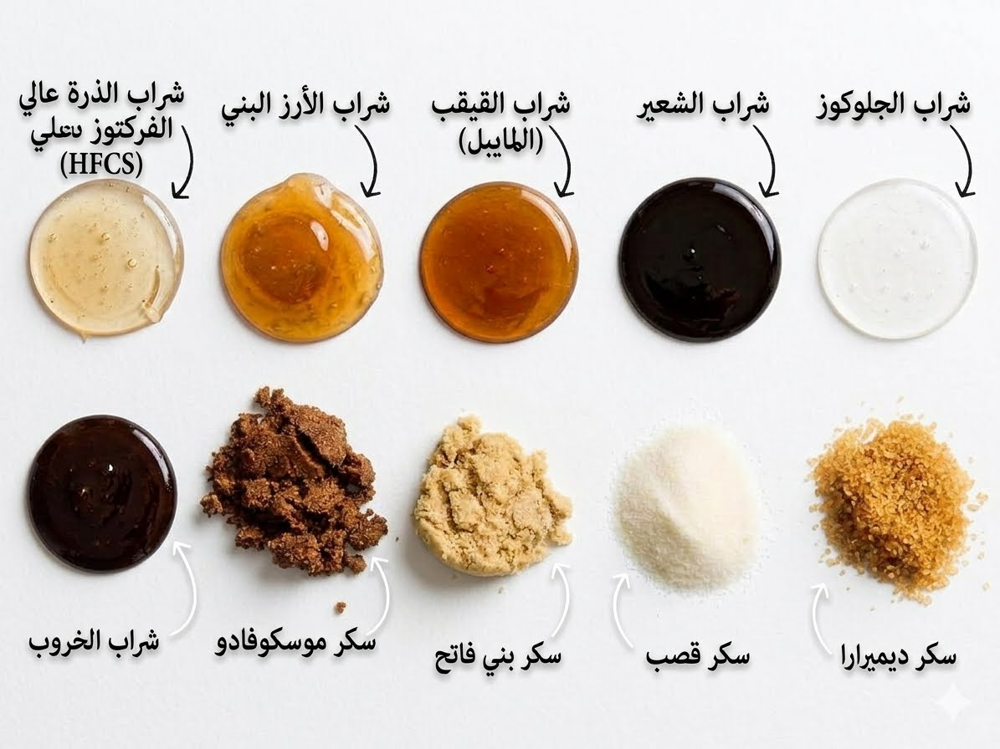 شراب الجلوكوز
شراب الشعير
شراب القيقب
(المايبل)
شراب الأرز البني
شراب الذرة عالي
الفركتوز
(HFCS)
سكر ديميرارا
سكر قصب
سكر بني فاتح
سكر موسكوفادو
شراب الخروب